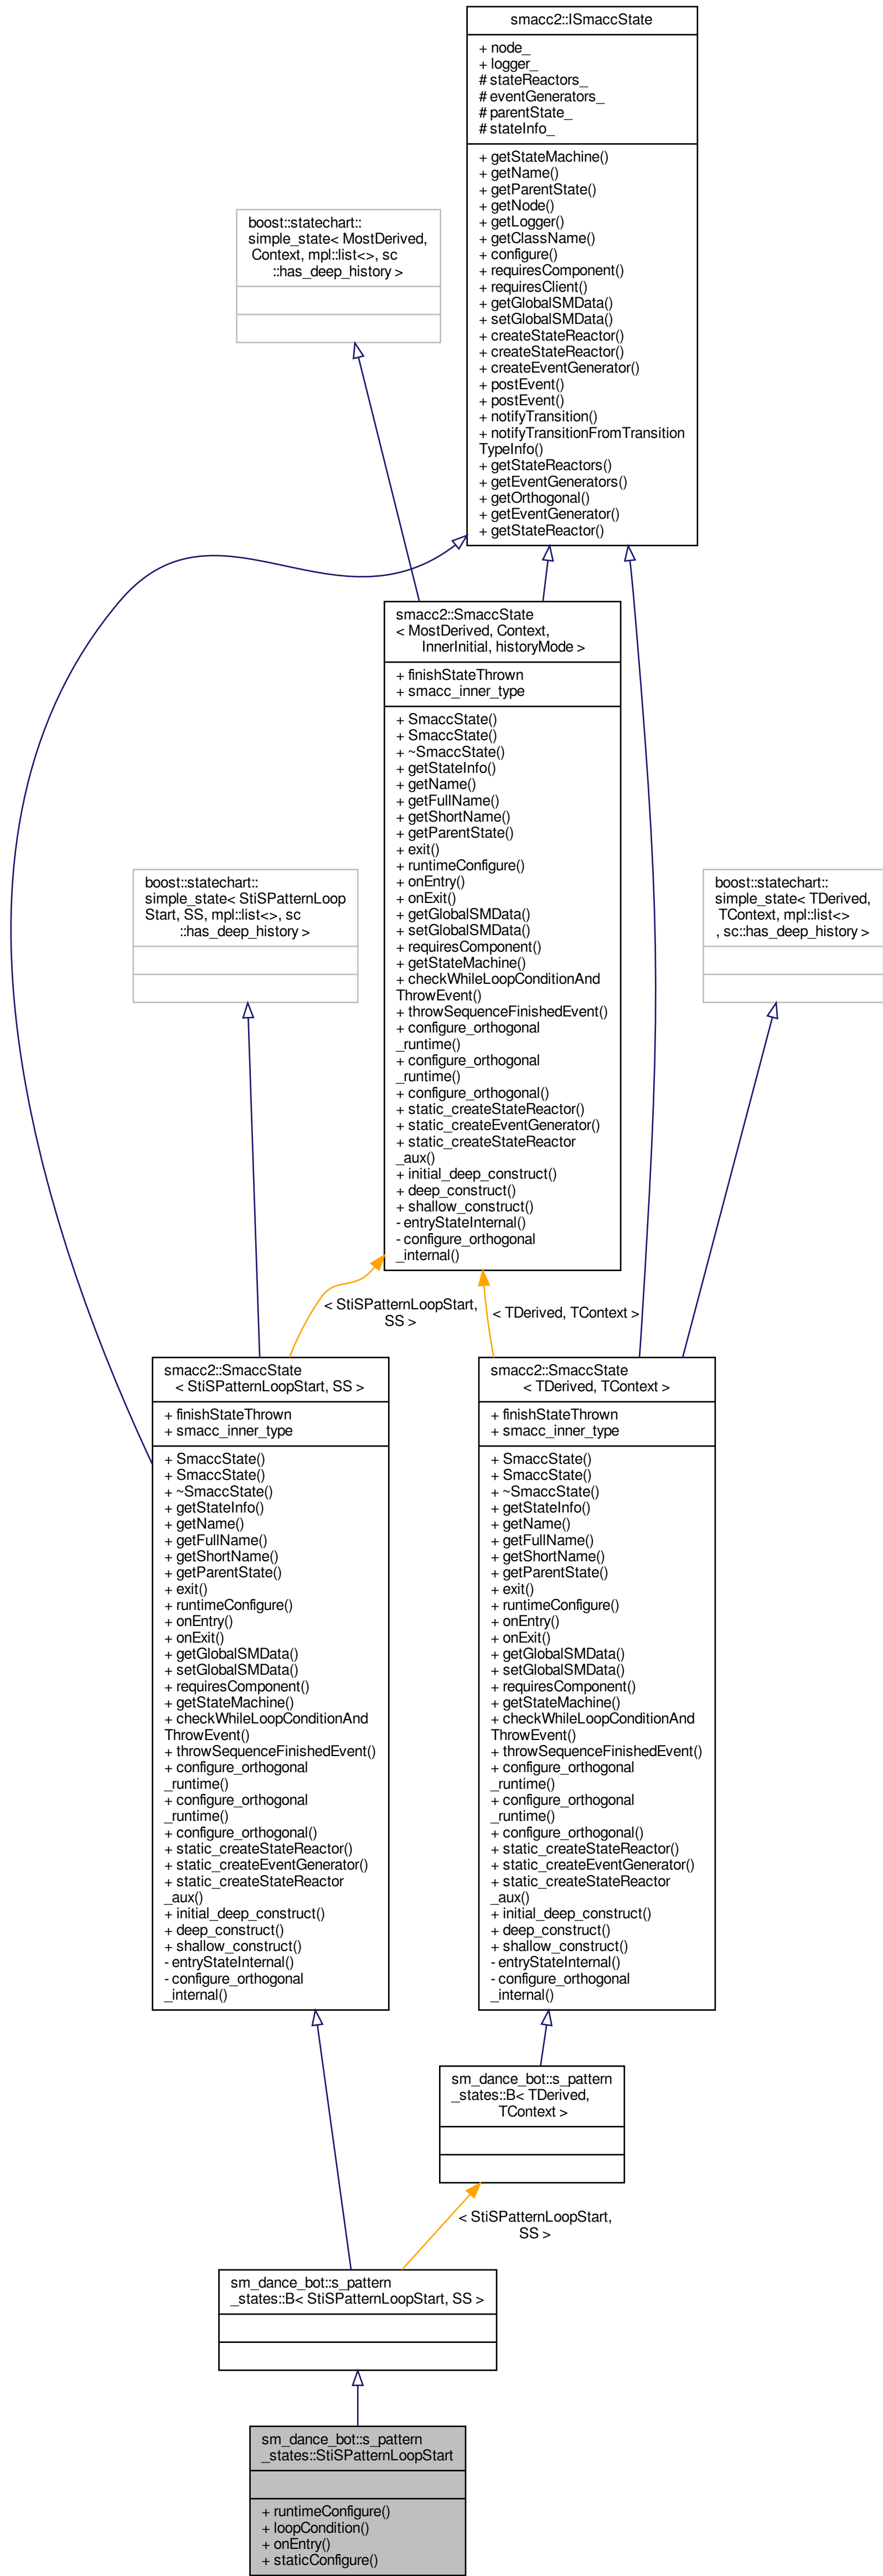 smacc2::ISmaccState
+ node_
+ logger_
# stateReactors_
# eventGenerators_
# parentState_
# stateInfo_
+ getStateMachine()
+ getName()
+ getParentState()
+ getNode()
+ getLogger()
+ getClassName()
+ configure()
+ requiresComponent()
+ requiresClient()
+ getGlobalSMData()
+ setGlobalSMData()
+ createStateReactor()
+ createStateReactor()
+ createEventGenerator()
+ postEvent()
+ postEvent()
+ notifyTransition()
+ notifyTransitionFromTransition
TypeInfo()
+ getStateReactors()
+ getEventGenerators()
+ getOrthogonal()
+ getEventGenerator()
+ getStateReactor()
boost::statechart::
simple_state< MostDerived,
Context, mpl::list<>, sc
::has_deep_history >
smacc2::SmaccState
< MostDerived, Context,
InnerInitial, historyMode >
+ finishStateThrown
+ smacc_inner_type
+ SmaccState()
+ SmaccState()
+ ~SmaccState()
+ getStateInfo()
+ getName()
+ getFullName()
+ getShortName()
+ getParentState()
+ exit()
+ runtimeConfigure()
+ onEntry()
+ onExit()
+ getGlobalSMData()
+ setGlobalSMData()
+ requiresComponent()
+ getStateMachine()
+ checkWhileLoopConditionAnd
ThrowEvent()
+ throwSequenceFinishedEvent()
+ configure_orthogonal
_runtime()
+ configure_orthogonal
_runtime()
+ configure_orthogonal()
+ static_createStateReactor()
+ static_createEventGenerator()
+ static_createStateReactor
_aux()
+ initial_deep_construct()
+ deep_construct()
+ shallow_construct()
- entryStateInternal()
- configure_orthogonal
_internal()
boost::statechart::
simple_state< StiSPatternLoop
Start, SS, mpl::list<>, sc
::has_deep_history >
boost::statechart::
simple_state< TDerived,
TContext, mpl::list<>
, sc::has_deep_history >
< StiSPatternLoopStart,
SS >
< TDerived, TContext >
smacc2::SmaccState
< StiSPatternLoopStart, SS >
+ finishStateThrown
+ smacc_inner_type
+ SmaccState()
+ SmaccState()
+ ~SmaccState()
+ getStateInfo()
+ getName()
+ getFullName()
+ getShortName()
+ getParentState()
+ exit()
+ runtimeConfigure()
+ onEntry()
+ onExit()
+ getGlobalSMData()
+ setGlobalSMData()
+ requiresComponent()
+ getStateMachine()
+ checkWhileLoopConditionAnd
ThrowEvent()
+ throwSequenceFinishedEvent()
+ configure_orthogonal
_runtime()
+ configure_orthogonal
_runtime()
+ configure_orthogonal()
+ static_createStateReactor()
+ static_createEventGenerator()
+ static_createStateReactor
_aux()
+ initial_deep_construct()
+ deep_construct()
+ shallow_construct()
- entryStateInternal()
- configure_orthogonal
_internal()
smacc2::SmaccState
< TDerived, TContext >
+ finishStateThrown
+ smacc_inner_type
+ SmaccState()
+ SmaccState()
+ ~SmaccState()
+ getStateInfo()
+ getName()
+ getFullName()
+ getShortName()
+ getParentState()
+ exit()
+ runtimeConfigure()
+ onEntry()
+ onExit()
+ getGlobalSMData()
+ setGlobalSMData()
+ requiresComponent()
+ getStateMachine()
+ checkWhileLoopConditionAnd
ThrowEvent()
+ throwSequenceFinishedEvent()
+ configure_orthogonal
_runtime()
+ configure_orthogonal
_runtime()
+ configure_orthogonal()
+ static_createStateReactor()
+ static_createEventGenerator()
+ static_createStateReactor
_aux()
+ initial_deep_construct()
+ deep_construct()
+ shallow_construct()
- entryStateInternal()
- configure_orthogonal
_internal()
sm_dance_bot::s_pattern
_states::B< TDerived,
TContext >
< StiSPatternLoopStart,
SS >
sm_dance_bot::s_pattern
_states::B< StiSPatternLoopStart, SS >
sm_dance_bot::s_pattern
_states::StiSPatternLoopStart
+ runtimeConfigure()
+ loopCondition()
+ onEntry()
+ staticConfigure()